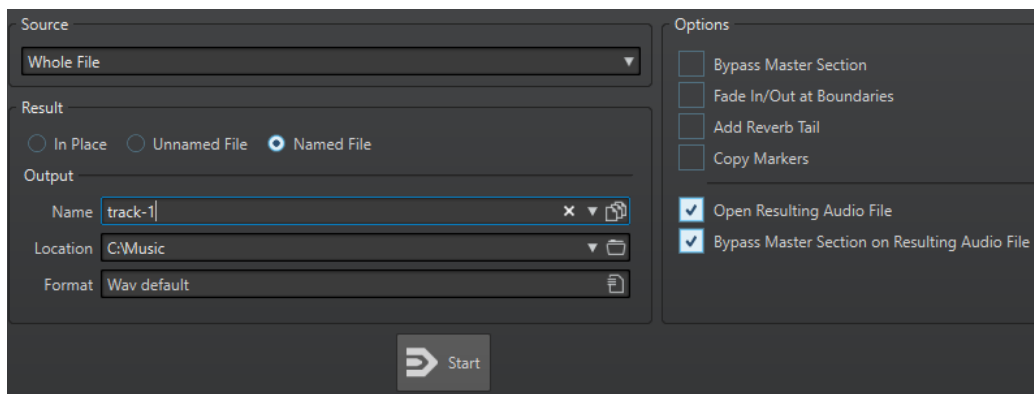 Source
Whole File
Result
In Place Unnamed File Named File
Output
Name track-1
Location C:\Music
Format Wav default
Start
Options
Bypass Master Section
Fade In/Out at Boundaries
Add Reverb Tail
Copy Markers
Open Resulting Audio File
Bypass Master Section on Resulting Audio File